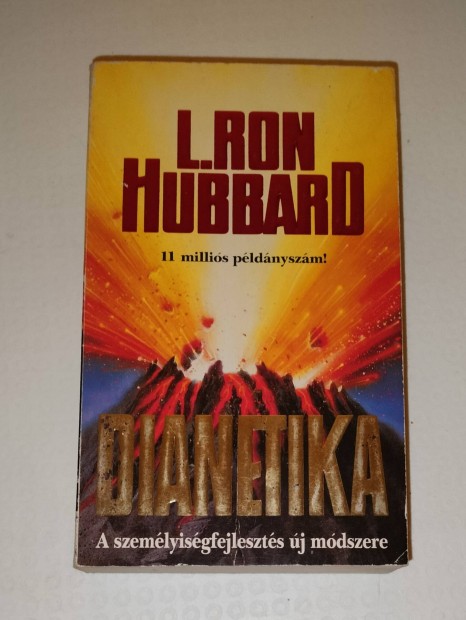 L. RON
HUBBARD
11 milliós példányszám!
DIANETIKA
A személyiségfejlesztés új módszere